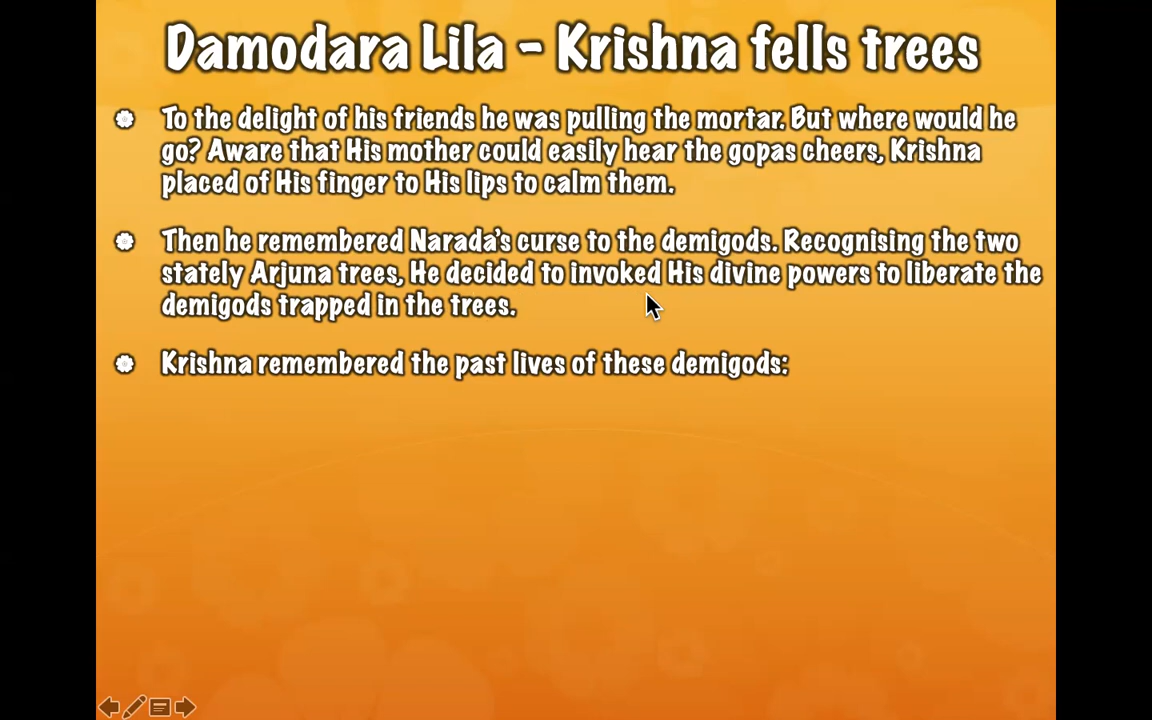 Damodara Lila - Krishna fells trees
To the delight of his friends he was pulling the mortar. But where would he
go? Aware that His mother could easily hear the gopas cheers, Krishna
placed of His finger to His lips to calm them.
Then he remembered Narada's curse to the demigods. Recognising the two
stately Arjuna trees, He decided to invoked His divine powers to liberate the
demigods trapped in the trees.
Krishna remembered the past lives of these demigods: